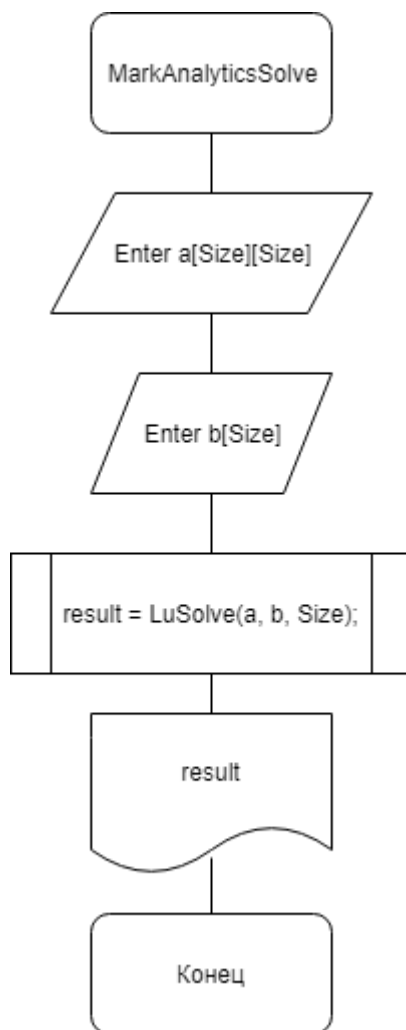 MarkAnalyticsSolve
Enter a[Size][Size]
Enter b[Size]
result = LuSolve(a, b, Size);
result
Конец